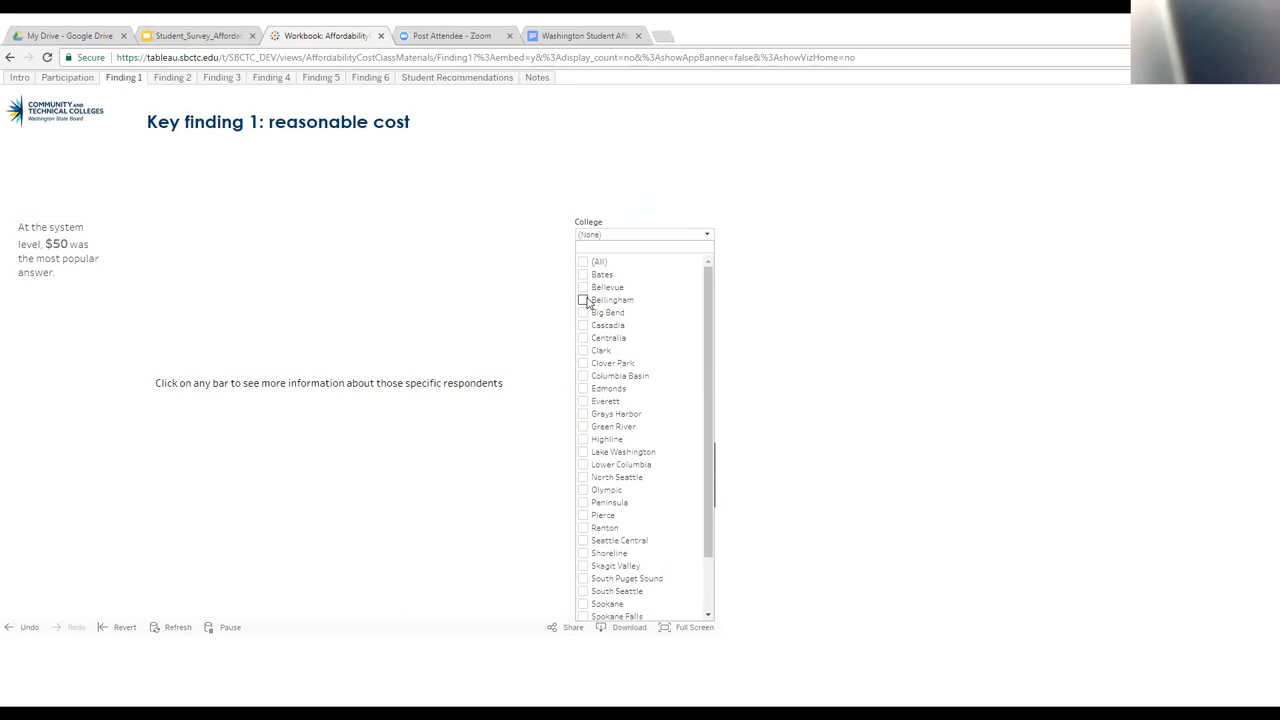 My Drive - Google Drive
Student_Survey_Affordab
Workbook: Affordability
Post Attendee - Zoom
Washington Student Aff
Secure
https://tableau.sbctc.edu/t/SBCTC_DEV/views/AffordabilityCostClassMaterials/Finding1?%3Aembed=y&%3Adisplay_count=no&%3AshowAppBanner=false&%3AshowVizHome=no
Intro
Participation
Finding 1
Finding 2
Finding 3
Finding 4
Finding 5
Finding 6
Student Recommendations
Notes
COMMUNITY AND
TECHNICAL COLLEGES
Washington State Board
Key finding 1: reasonable cost
At the system
level, $50 was
the most popular
answer.
Click on any bar to see more information about those specific respondents
College
(None)
(All)
Bates
Bellevue
Bellingham
Big Bend
Cascadia
Centralia
Clark
Clover Park
Columbia Basin
Edmonds
Everett
Grays Harbor
Green River
Highline
Lake Washington
Lower Columbia
North Seattle
Olympic
Peninsula
Pierce
Renton
Seattle Central
Shoreline
Skagit Valley
South Puget Sound
South Seattle
Spokane
Spokane Falls
Undo
Redo
Revert
Refresh
Pause
Share
Download
Full Screen